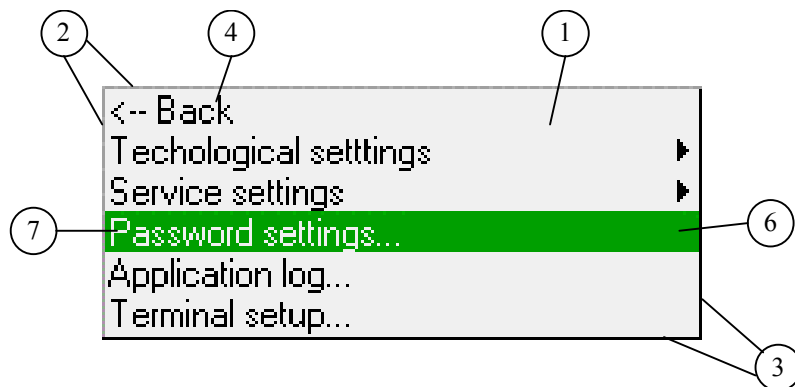 2 4 1
<-- Back
Techological setttings
Service settings
7 Password settings... 6
Application log...
Terminal setup...
3